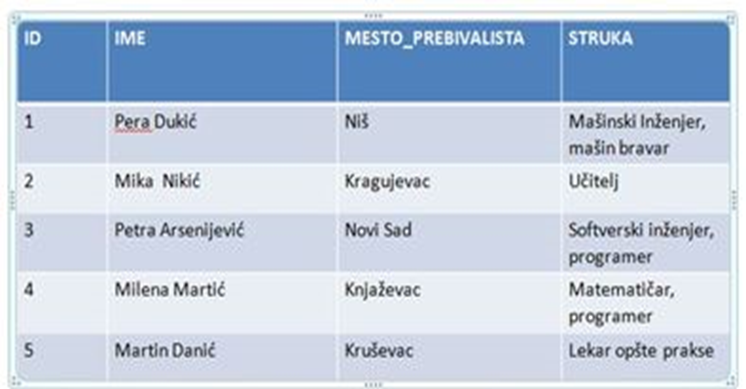 ID IME MESTO_PREBIVALISTA STRUKA
1 Pera Dukić Niš Mašinski Inženjer,
mašin bravar
2 Mika Nikić Kragujevac Učitelj
3 Petra Arsenijević Novi Sad Softverski inženjer,
programer
4 Milena Martić Knjaževac Matematičar,
programer
5 Martin Danić Kruševac Lekar opšte prakse